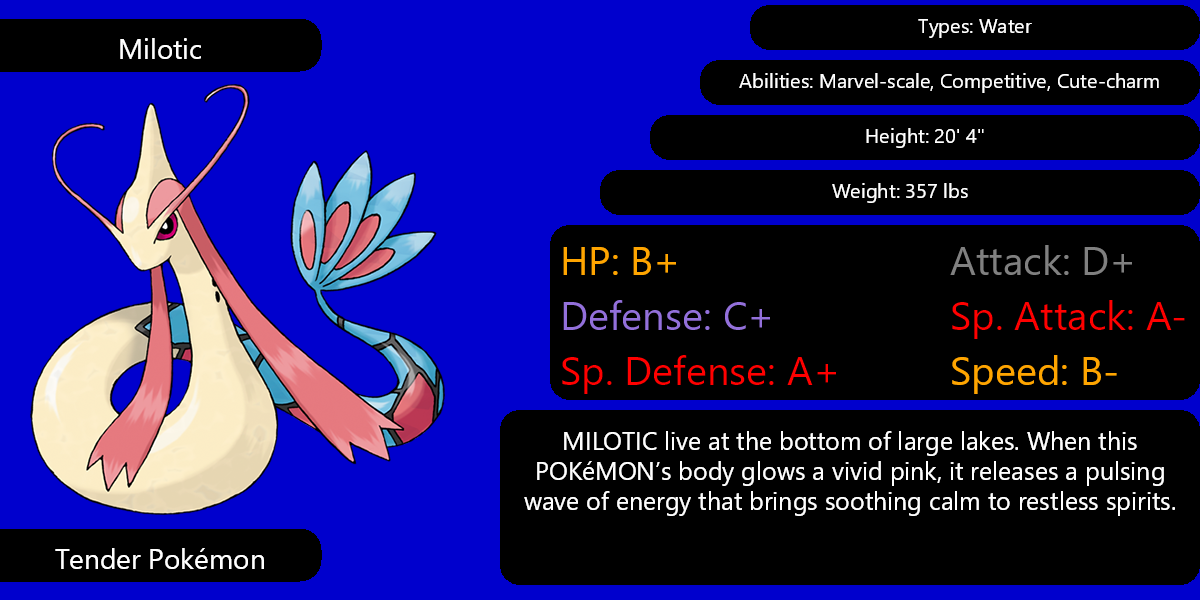 Milotic
Types: Water
Abilities: Marvel-scale, Competitive, Cute-charm
Height: 20' 4"
Weight: 357 lbs
HP: B+
Attack: D+
Defense: C+
Sp. Attack: A-
Sp. Defense: A+
Speed: B-
MILOTIC live at the bottom of large lakes. When this
POKéMON’s body glows a vivid pink, it releases a pulsing
wave of energy that brings soothing calm to restless spirits.
Tender Pokémon